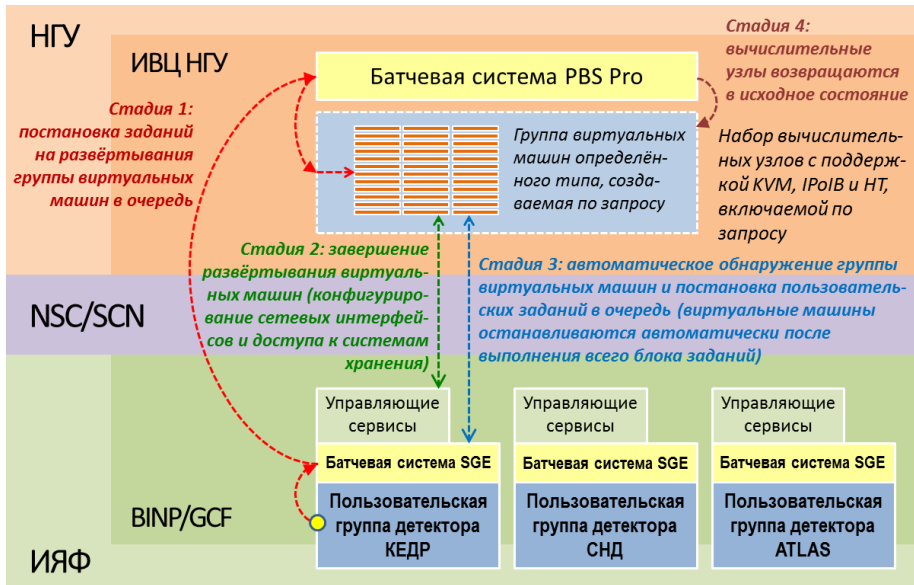 НГУ
ИВЦ НГУ
Батчевая система PBS Pro
Стадия 4:
вычислительные
узлы возвращаются
в исходное состояние
Стадия 1:
постановка заданий
на развёртывания
группы виртуальных
машин в очередь
Группа виртуальных
машин определён-
ного типа, созда-
ваемая по запросу
Набор вычислитель-
ных узлов с поддерж-
кой KVM, IPoIB и HT,
включаемой по
запросу
Стадия 2: завершение
развёртывания виртуаль-
ных машин (конфигуриро-
вание сетевых интерфей-
сов и доступа к системам
хранения)
Стадия 3: автоматическое обнаружение группы
виртуальных машин и постановка пользователь-
ских заданий в очередь (виртуальные машины
останавливаются автоматически после
выполнения всего блока заданий)
NSC/SCN
Управляющие
сервисы
Батчевая система SGE
Пользовательская
группа детектора
КЕДР
Управляющие
сервисы
Батчевая система SGE
Пользовательская
группа детектора
СНД
Управляющие
сервисы
Батчевая система SGE
Пользовательская
группа детектора
ATLAS
BINP/GCF
ИЯФ